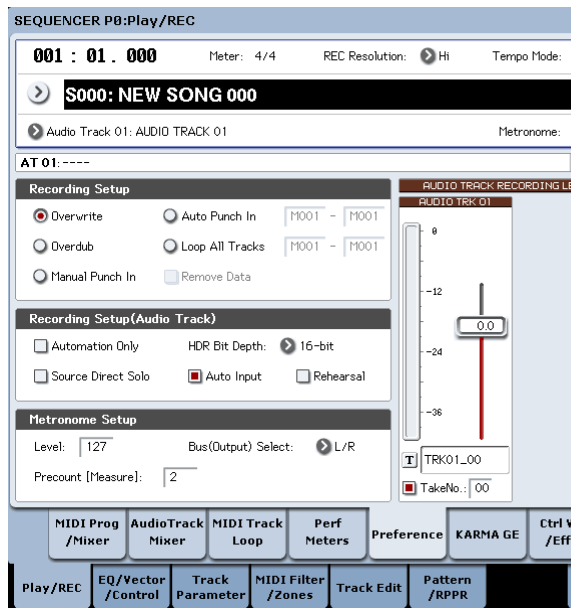 SEQUENCER P0:Play/REC
001 : 01. 000 Meter: 4/4 REC Resolution: Hi Tempo Mode:
S000: NEW SONG 000
Audio Track 01: AUDIO TRACK 01 Metronome:
AT 01:----
Recording Setup
Overwrite Auto Punch In M001 - M001
Overdub Loop All Tracks M001 - M001
Manual Punch In Remove Data
Recording Setup(Audio Track)
Automation Only HDR Bit Depth: 16-bit
Source Direct Solo Auto Input Rehearsal
Metronome Setup
Level: 127 Bus(Output) Select: L/R
Precount [Measure]: 2
AUDIO TRACK RECORDING LE
AUDIO TRK 01
0
-12
0.0
-24
-36
T TRK01_00
TakeNo.: 00
MIDI Prog /Mixer
AudioTrack Mixer
MIDI Track Loop
Perf Meters
Preference
KARMA GE
Ctrl
/Eff
Play/REC
EQ/Vector /Control
Track Parameter
MIDI Filter /Zones
Track Edit
Pattern /RPPR